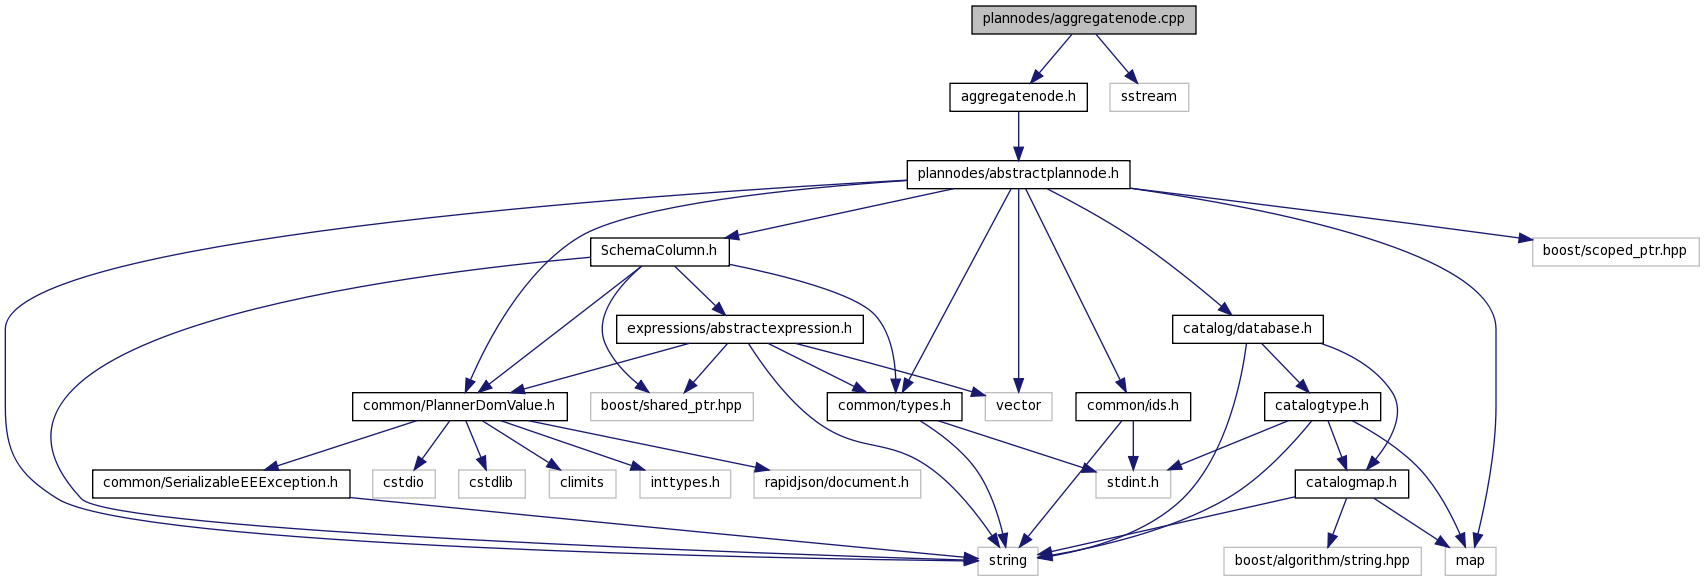 plannodes/aggregatenode.cpp
aggregatenode.h
sstream
plannodes/abstractplannode.h
SchemaColumn.h
boost/scoped_ptr.hpp
expressions/abstractexpression.h
catalog/database.h
common/PlannerDomValue.h
boost/shared_ptr.hpp
common/types.h
vector
common/ids.h
catalogtype.h
common/SerializableEEException.h
cstdio
cstdlib
climits
inttypes.h
rapidjson/document.h
stdint.h
catalogmap.h
string
boost/algorithm/string.hpp
map